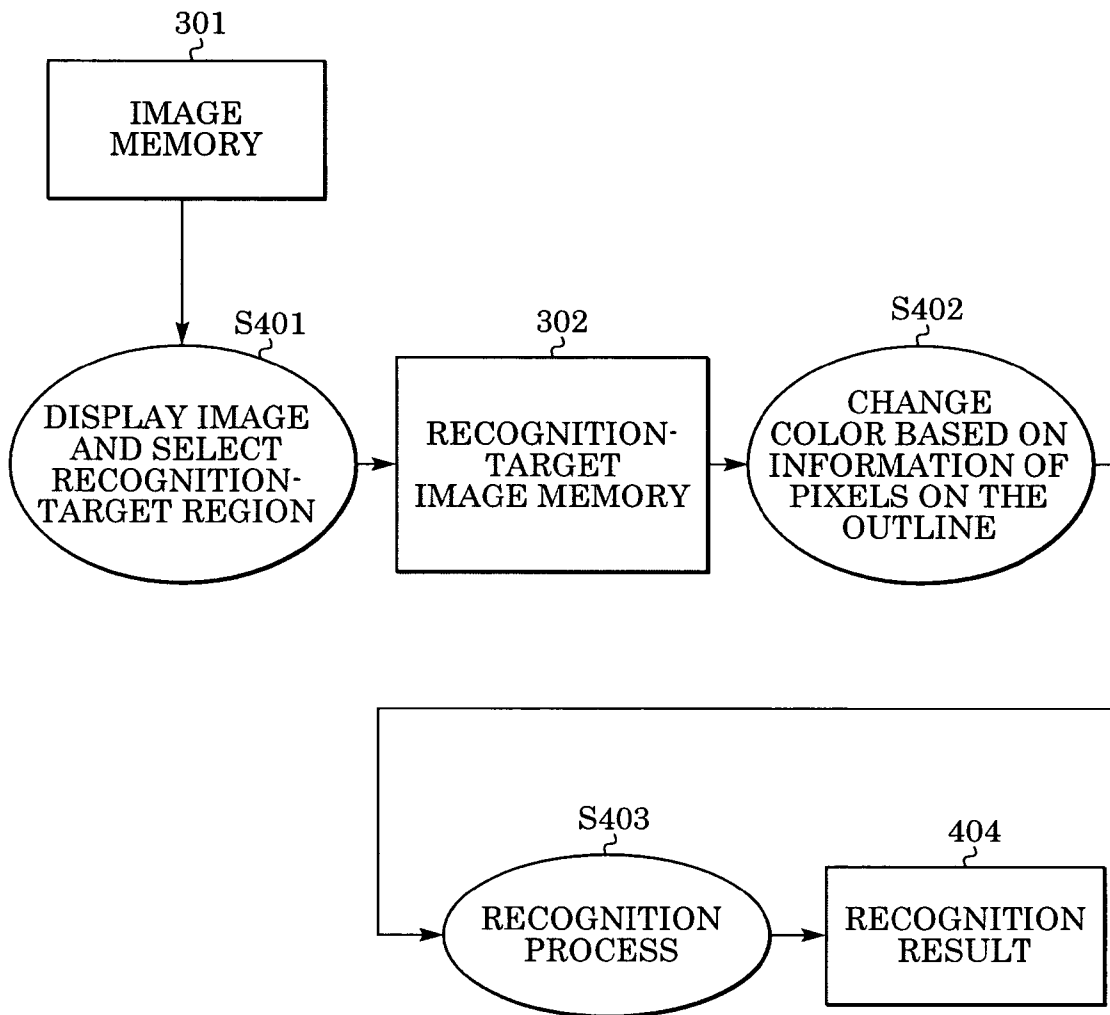 301
IMAGE
MEMORY
S401
DISPLAY IMAGE
AND SELECT
RECOGNITION-
TARGET REGION
302
RECOGNITION-
TARGET
IMAGE MEMORY
S402
CHANGE
COLOR BASED ON
INFORMATION OF
PIXELS ON THE
OUTLINE
S403
RECOGNITION
PROCESS
404
RECOGNITION
RESULT